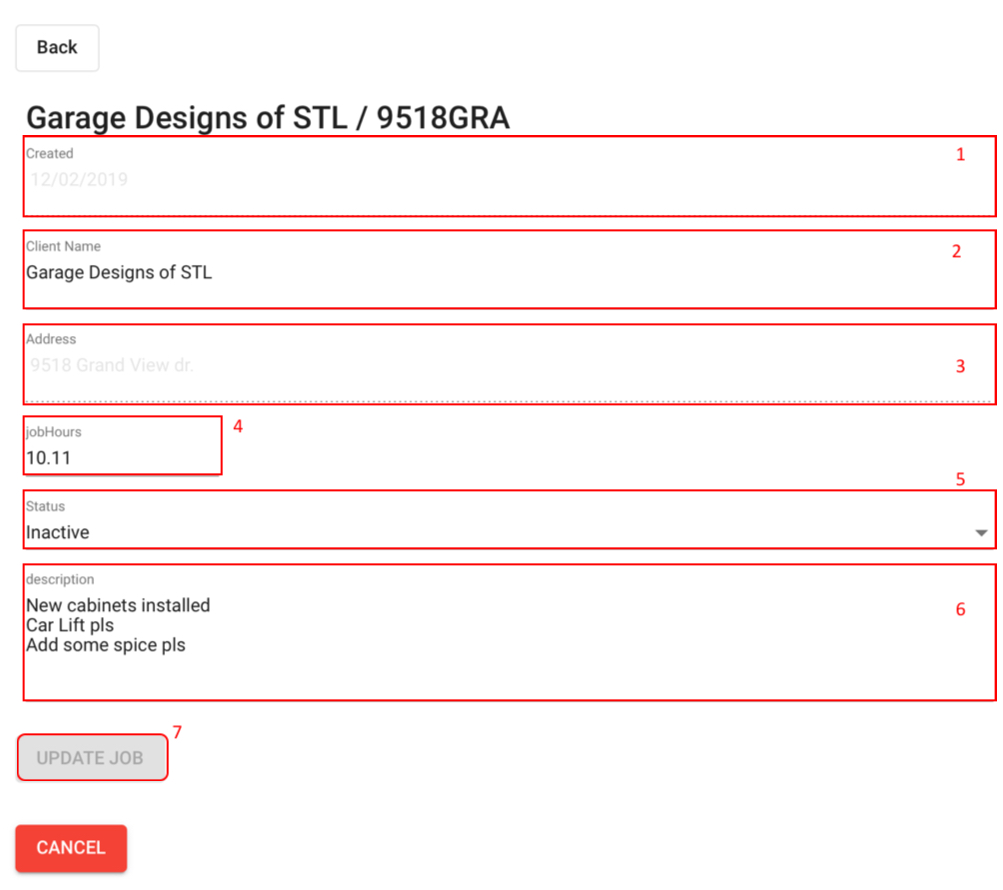 Back
Garage Designs of STL / 9518GRA
Created
1
12/02/2019
Client Name
2
Garage Designs of STL
Address
9518 Grand View dr.
3
jobHours
4
10.11
5
Status
Inactive
description
New cabinets installed
6
Car Lift pls
Add some spice pls
7
UPDATE JOB
CANCEL